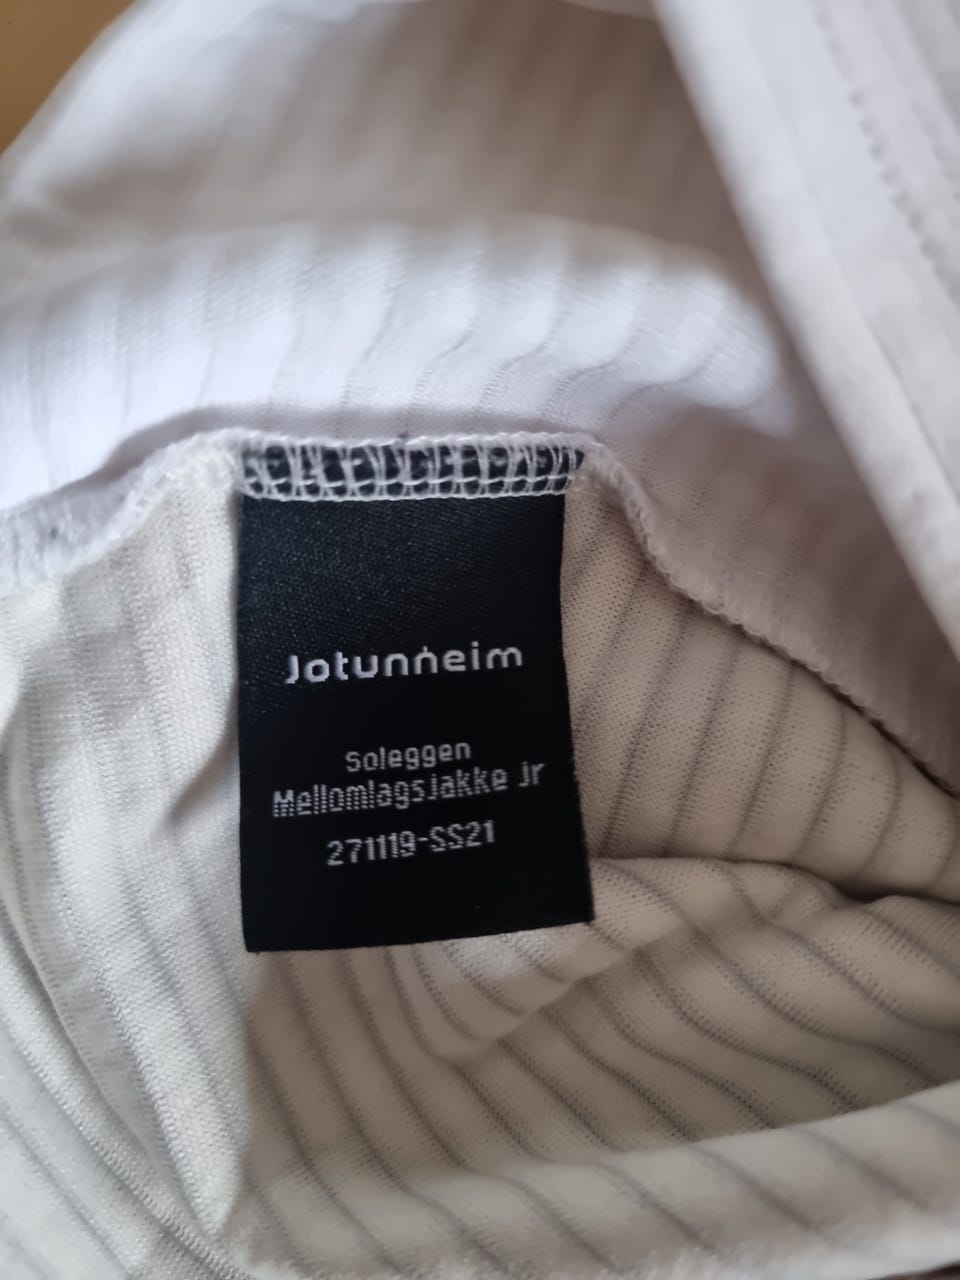 Jotunheim
Soleggen
Mellomlagsjakke jr
271119-SS21